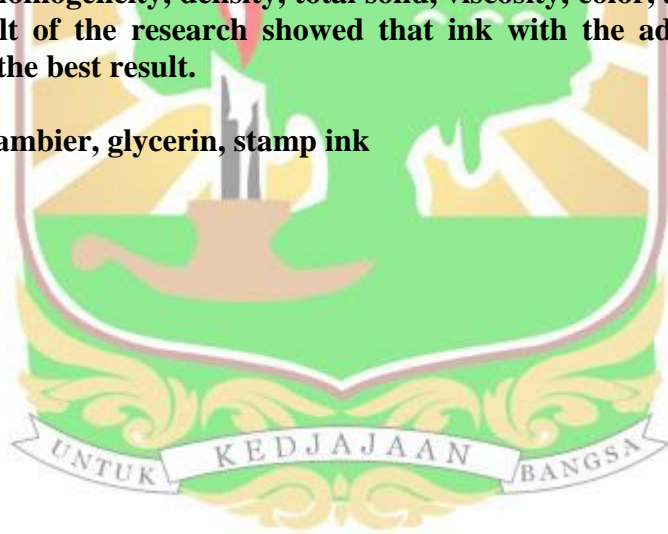 homogeneity, density, total solid, viscosity, color,
lt of the research showed that ink with the ad
the best result.
ambier, glycerin, stamp ink
UNTUK KEDJAJAAN BANGSA